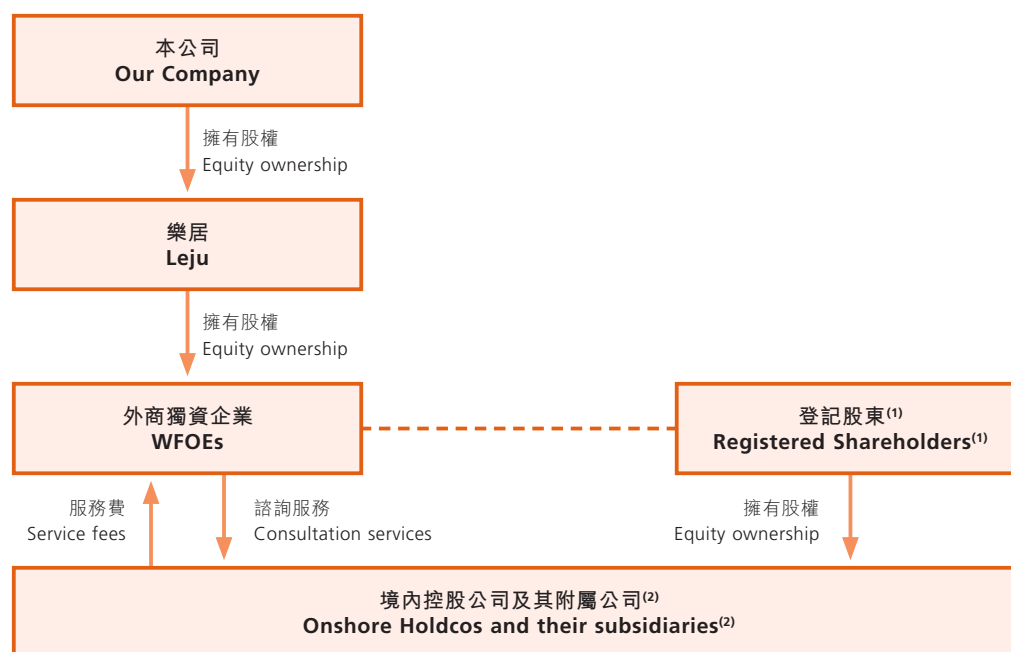 本公司
Our Company
擁有股權
Equity ownership
樂居
Leju
擁有股權
Equity ownership
外商獨資企業
WFOEs
登記股東(1)
Registered Shareholders(1)
服務費
Service fees
諮詢服務
Consultation services
擁有股權
Equity ownership
境內控股公司及其附屬公司(2)
Onshore Holdcos and their subsidiaries(2)